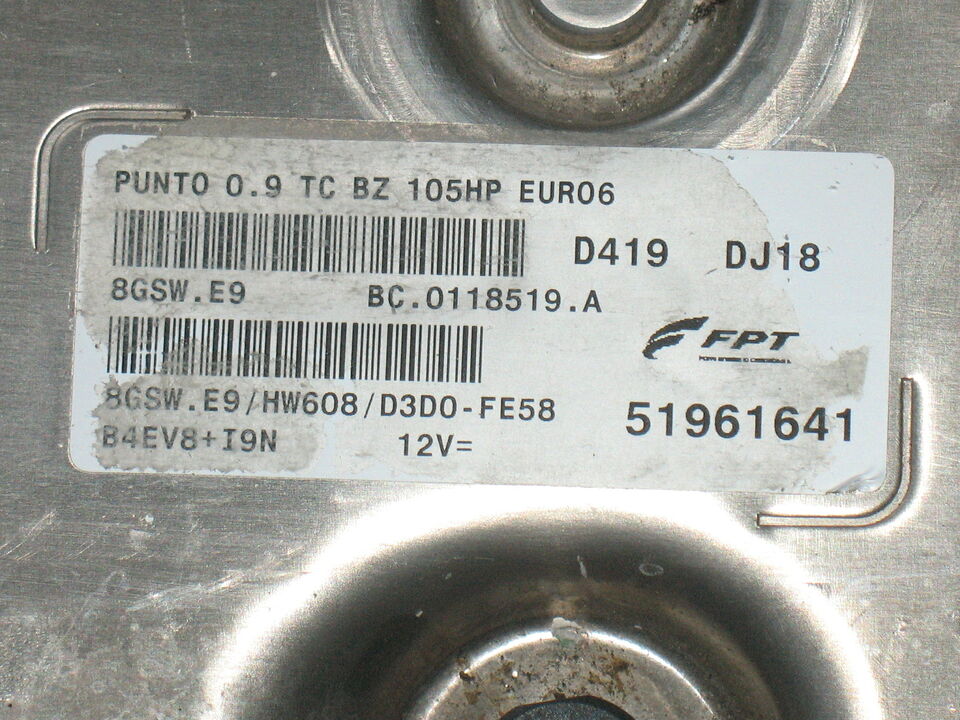 PUNTO 0.9 TC BZ 105HP EURO6
D419 DJ18
8GSW.E9 BC.0118519.A
FPT
8GSW.E9/HW608/D3D0-FE58
51961641
B4EV8+I9N 12V=